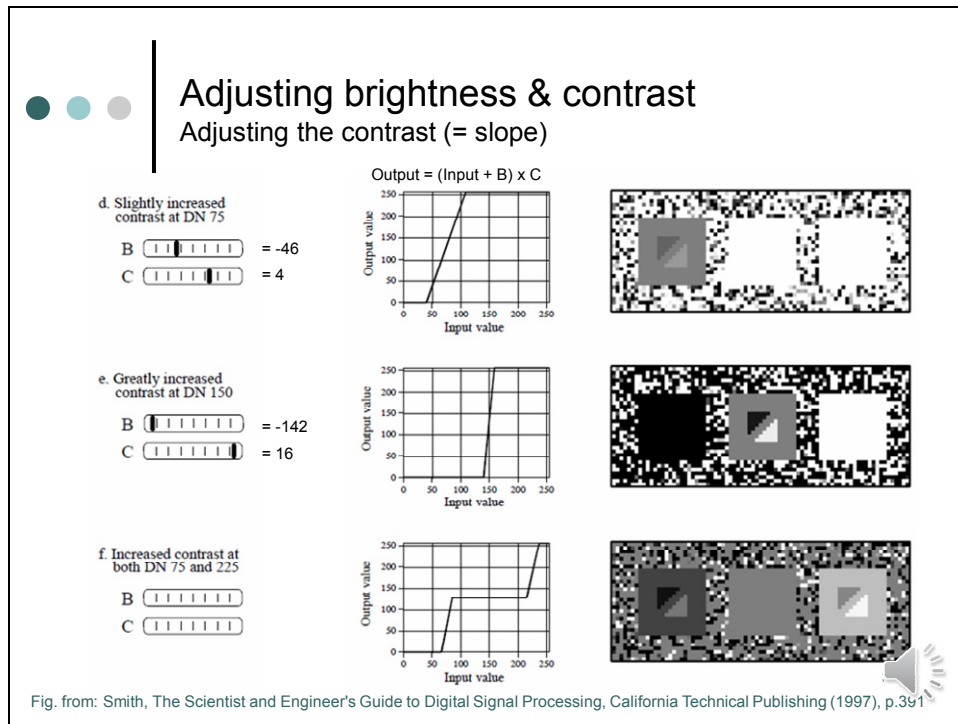 Adjusting brightness & contrast
Adjusting the contrast (= slope)
Output = (Input + B) x C
d. Slightly increased
contrast at DN 75
B = -46
C = 4
250
200
150
100
50
0
Output value
0 50 100 150 200 250
Input value
e. Greatly increased
contrast at DN 150
B = -142
C = 16
250
200
150
100
50
0
Output value
0 50 100 150 200 250
Input value
f. Increased contrast at
both DN 75 and 225
B
C
250
200
150
100
50
0
Output value
0 50 100 150 200 250
Input value
Fig. from: Smith, The Scientist and Engineer's Guide to Digital Signal Processing, California Technical Publishing (1997), p.391